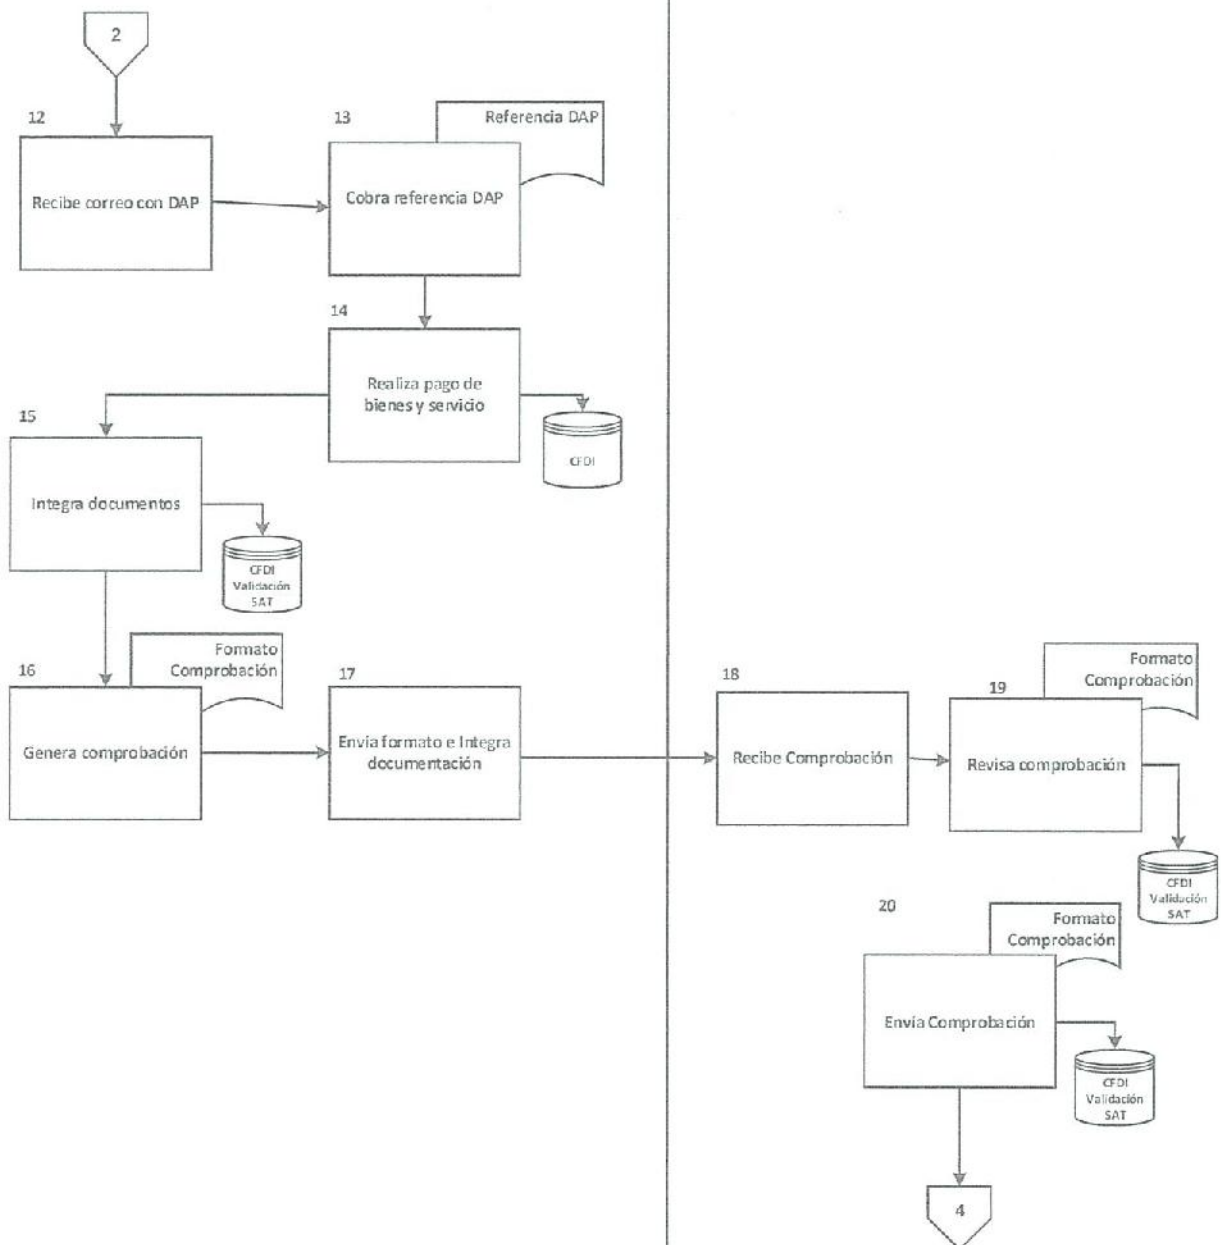 2
12
Recibe correo con DAP
13
Referencia DAP
Cobra referencia DAP
14
Realiza pago de
bienes y servicio
CFDI
15
Integra documentos
CFDI
Validación
SAT
16
Formato
Comprobación
Genera comprobación
17
Envía formato e Integra
documentación
18
Recibe Comprobación
19
Formato
Comprobación
Revisa comprobación
CFDI
Validación
SAT
20
Formato
Comprobación
Envía Comprobación
CFDI
Validación
SAT
4